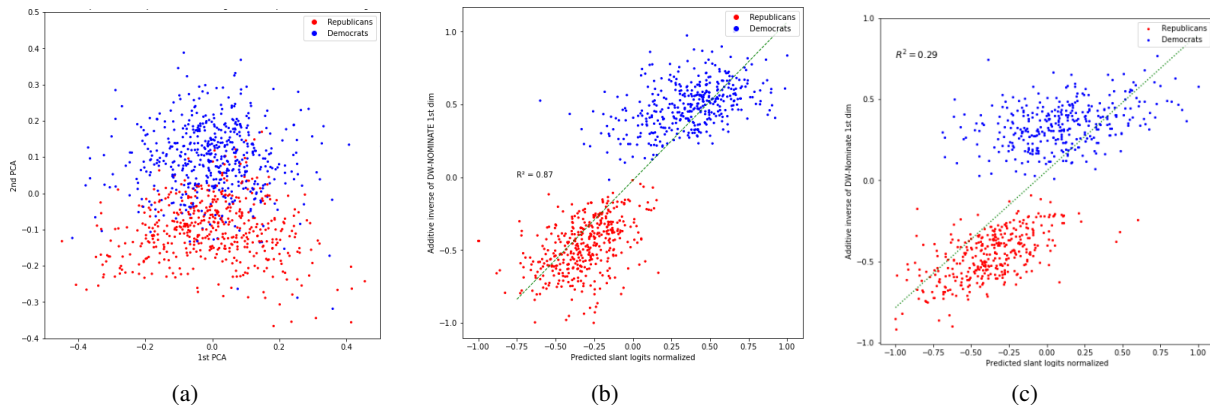 Republicans
Democrats
0.5
0.4
0.3
0.2
0.1
0.0
−0.1
−0.2
−0.3
−0.4
2nd PCA
−0.4
−0.2
0.0
0.2
0.4
1st PCA
(a)
Republicans
Democrats
R² = 0.87
1.0
0.5
0.0
−0.5
−1.0
Additive inverse of DW-NOMINATE 1st dim
−1.00
−0.75
−0.50
−0.25
0.00
0.25
0.50
0.75
1.00
Predicted slant logits normalized
(b)
Republicans
Democrats
R² = 0.29
1.0
0.5
0.0
−0.5
−1.0
Additive inverse of DW-Nominate 1st dim
−1.00
−0.75
−0.50
−0.25
0.00
0.25
0.50
0.75
1.00
Predicted slant logits normalized
(c)